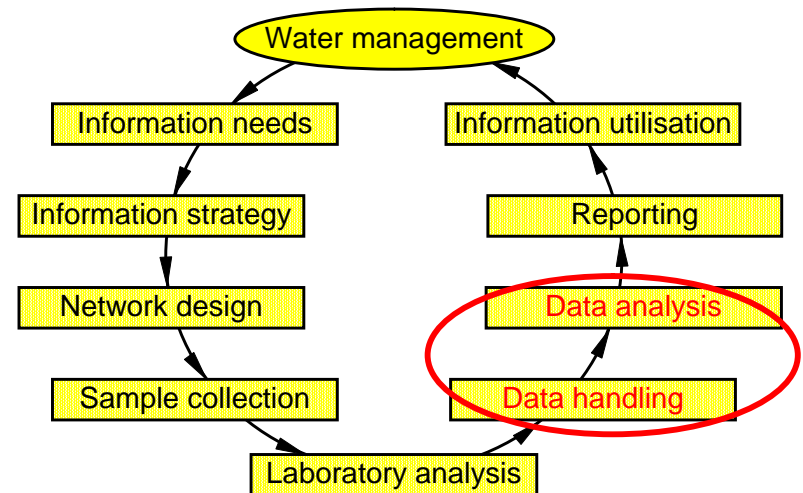 Water management
Information needs
Information utilisation
Information strategy
Reporting
Network design
Data analysis
Sample collection
Data handling
Laboratory analysis